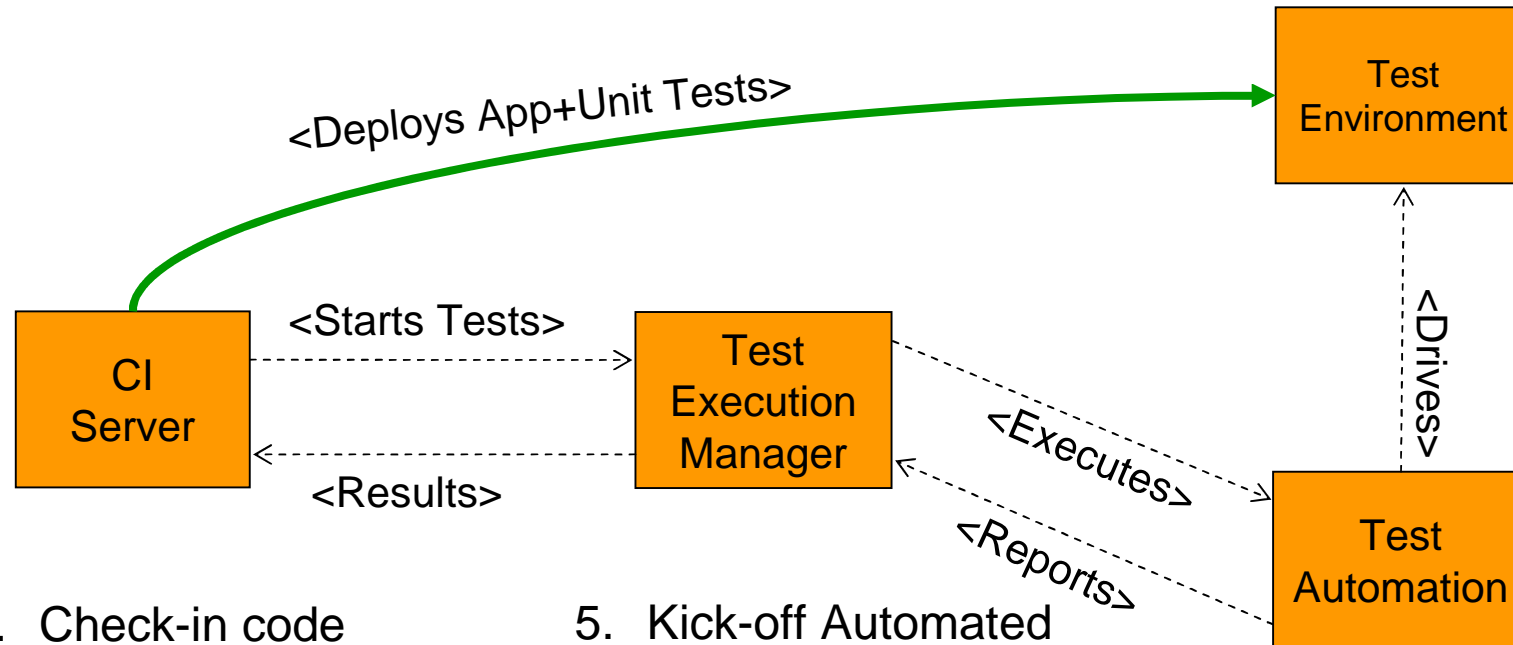 <Deploys App+Unit Tests>
Test
Environment
<Drives>
<Starts Tests>
CI
Server
Test
Execution
Manager
<Results>
<Executes>
<Reports>
Test
Automation
. Check-in code
5. Kick-off Automated